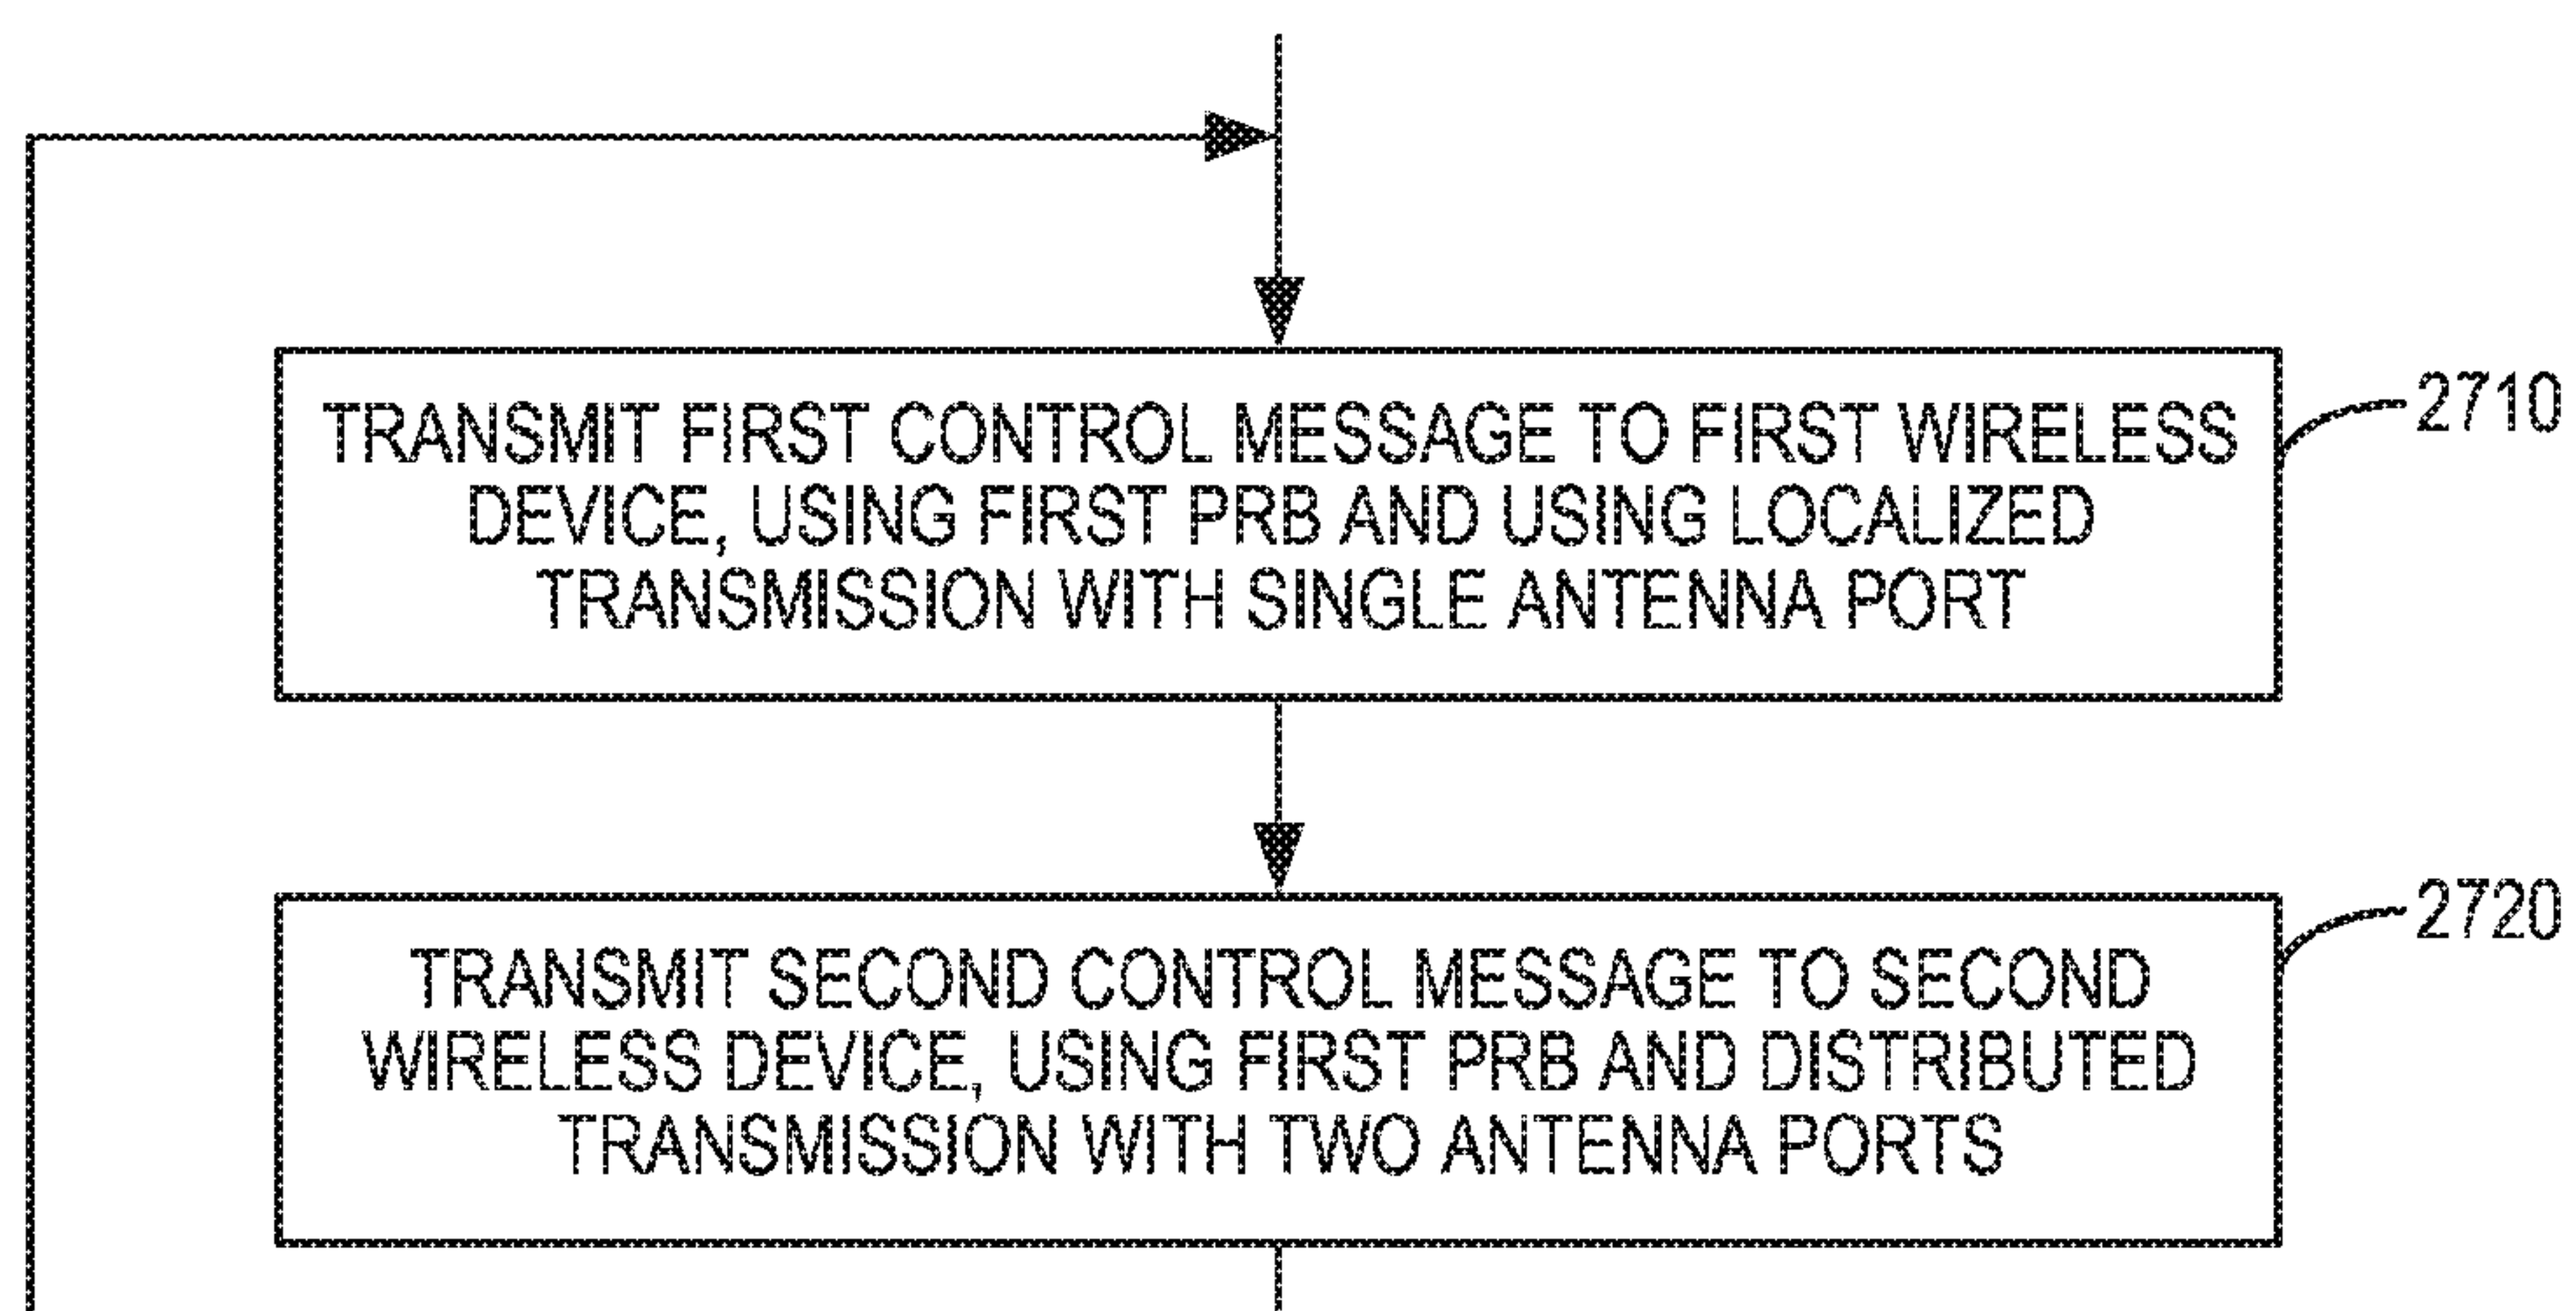 TRANSMIT FIRST CONTROL MESSAGE TO FIRST WIRELESS
DEVICE, USING FIRST PRB AND USING LOCALIZED
TRANSMISSION WITH SINGLE ANTENNA PORT
2710
TRANSMIT SECOND CONTROL MESSAGE TO SECOND
WIRELESS DEVICE, USING FIRST PRB AND DISTRIBUTED
TRANSMISSION WITH TWO ANTENNA PORTS
2720